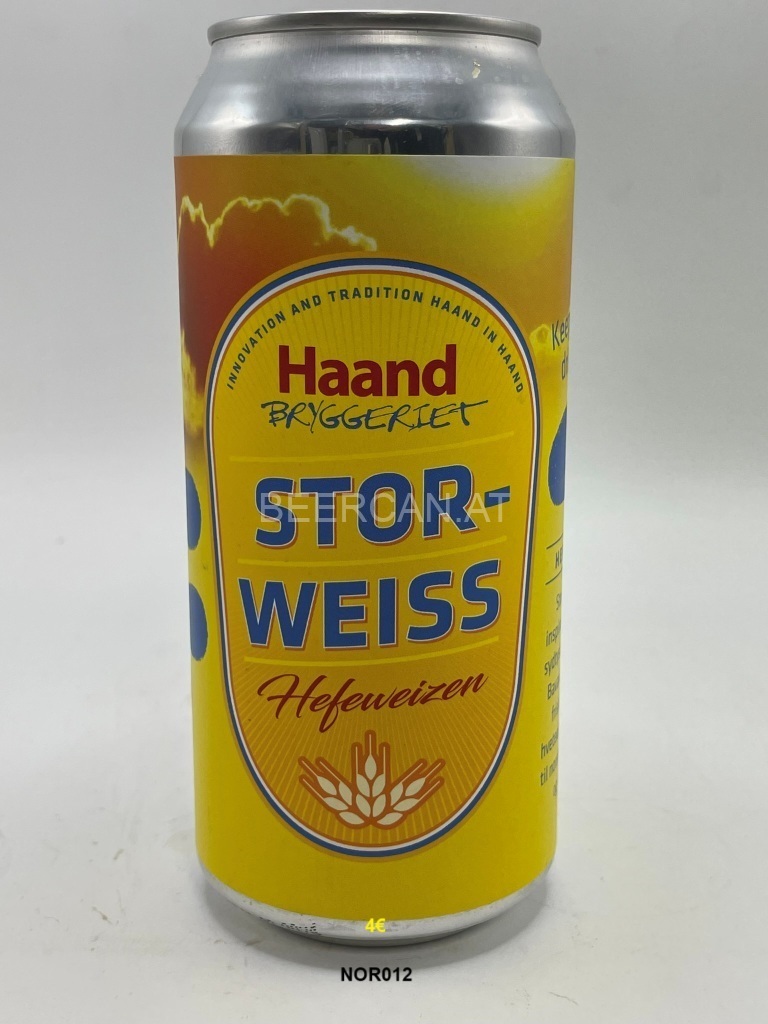 INNOVATION AND TRADITION HAAND IN HAAND
Haand
BRYGGERIET
STOR-
WEISS
BEERCAN.AT
Hefeweizen
4€
NOR012